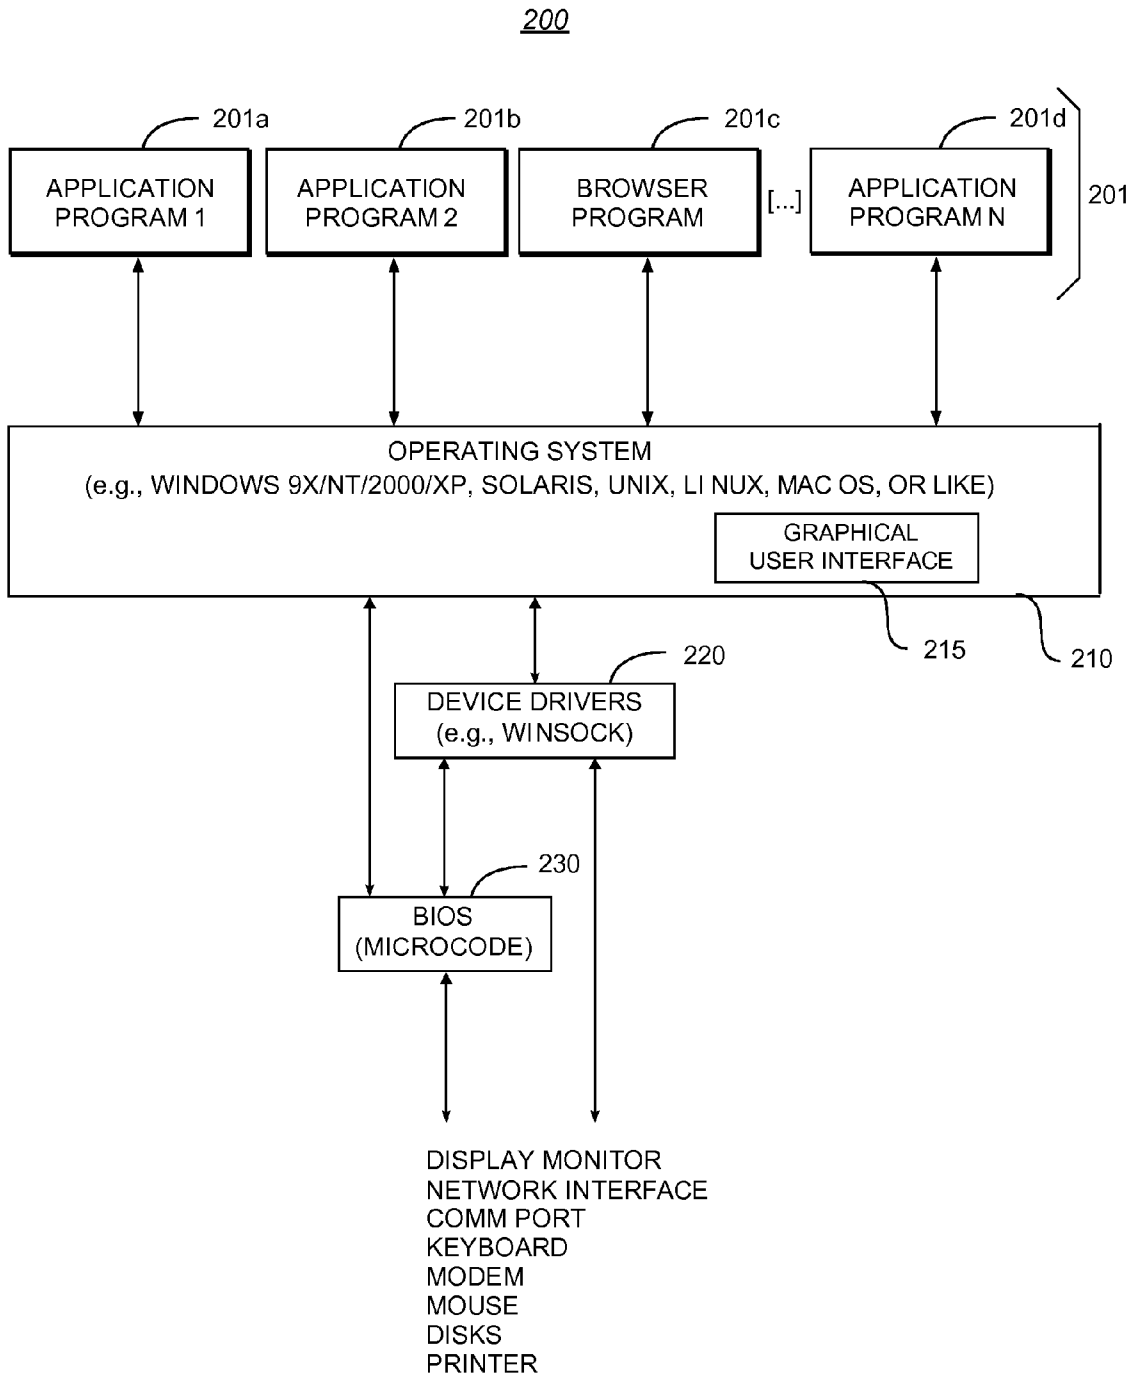 200
201a
201b
201c
201d
APPLICATION
PROGRAM 1
APPLICATION
PROGRAM 2
BROWSER
PROGRAM
[...]
APPLICATION
PROGRAM N
201
OPERATING SYSTEM
(e.g., WINDOWS 9X/NT/2000/XP, SOLARIS, UNIX, LI NUX, MAC OS, OR LIKE)
GRAPHICAL
USER INTERFACE
215
210
220
DEVICE DRIVERS
(e.g., WINSOCK)
230
BIOS
(MICROCODE)
DISPLAY MONITOR
NETWORK INTERFACE
COMM PORT
KEYBOARD
MODEM
MOUSE
DISKS
PRINTER